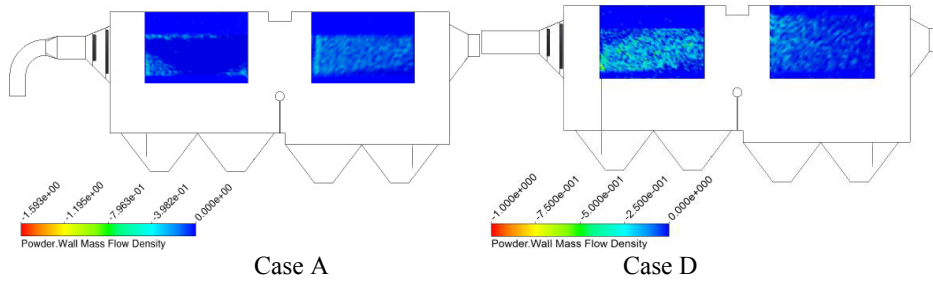 -1.593e+00
-1.195e+00
-7.963e-01
-3.982e-01
0.000e+00
Powder.Wall Mass Flow Density
Case A
-1.000e+000
-7.500e-001
-5.000e-001
-2.500e-001
0.000e+000
Powder.Wall Mass Flow Density
Case D